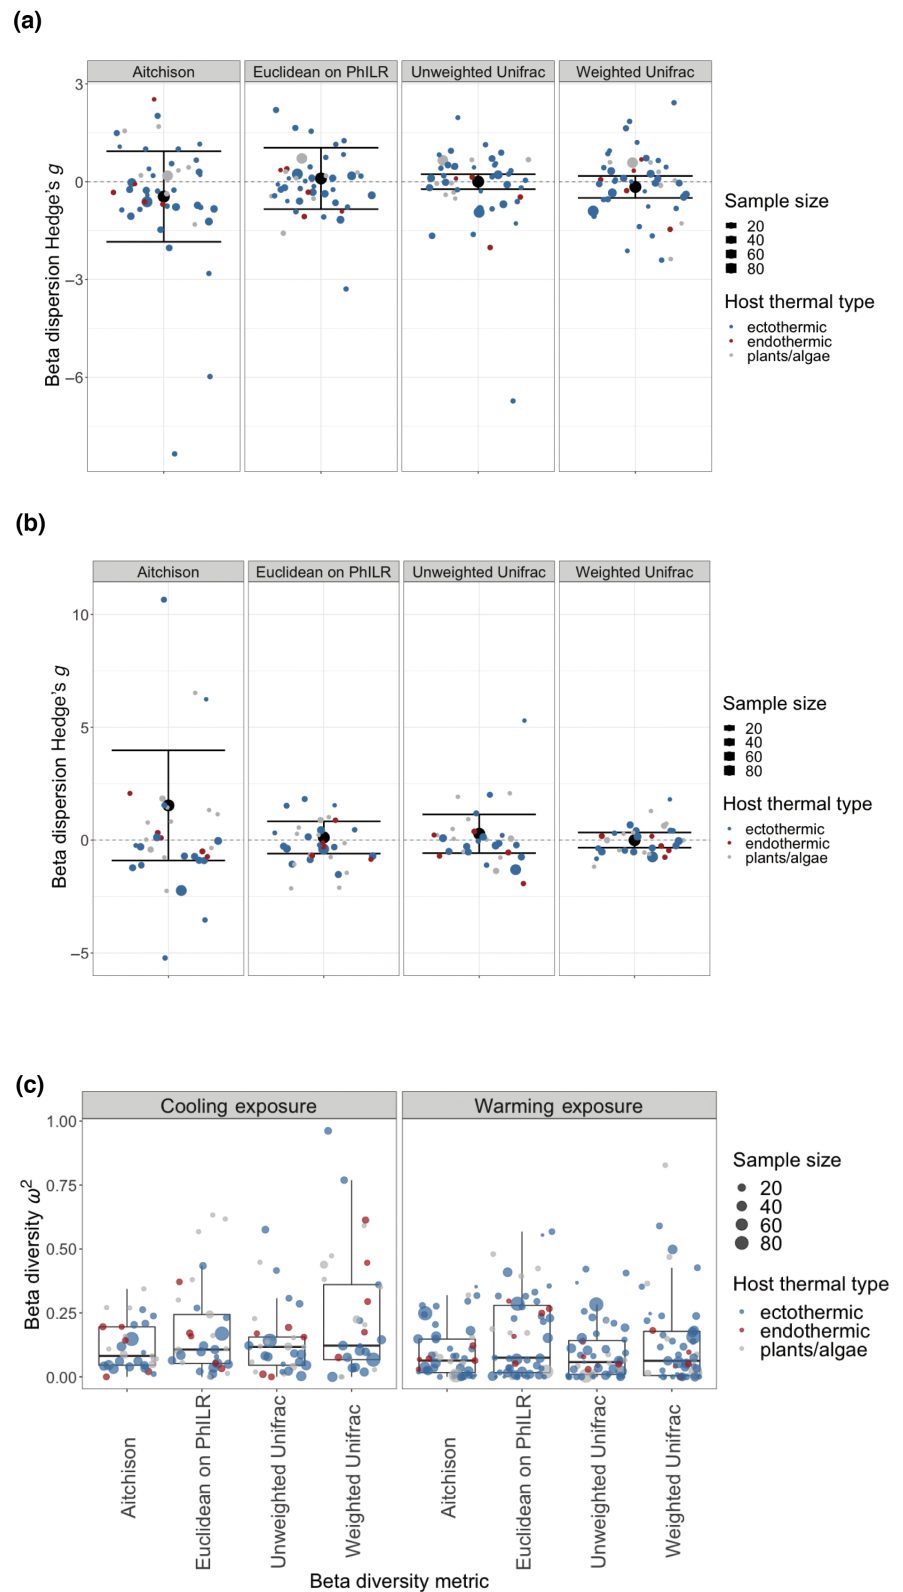 (a)
Aitchison
Euclidean on PhILR
Unweighted Unifrac
Weighted Unifrac
3
0
−3
−6
Beta dispersion Hedge's g
Sample size
20
40
60
80
Host thermal type
ectothermic
endothermic
plants/algae
(b)
Aitchison
Euclidean on PhILR
Unweighted Unifrac
Weighted Unifrac
10
5
0
−5
Beta dispersion Hedge's g
Sample size
20
40
60
80
Host thermal type
ectothermic
endothermic
plants/algae
(c)
Cooling exposure
Warming exposure
1.00
0.75
0.50
0.25
0.00
Beta diversity ω²
Sample size
20
40
60
80
Host thermal type
ectothermic
endothermic
plants/algae
Aitchison
Euclidean on PhILR
Unweighted Unifrac
Weighted Unifrac
Aitchison
Euclidean on PhILR
Unweighted Unifrac
Weighted Unifrac
Beta diversity metric